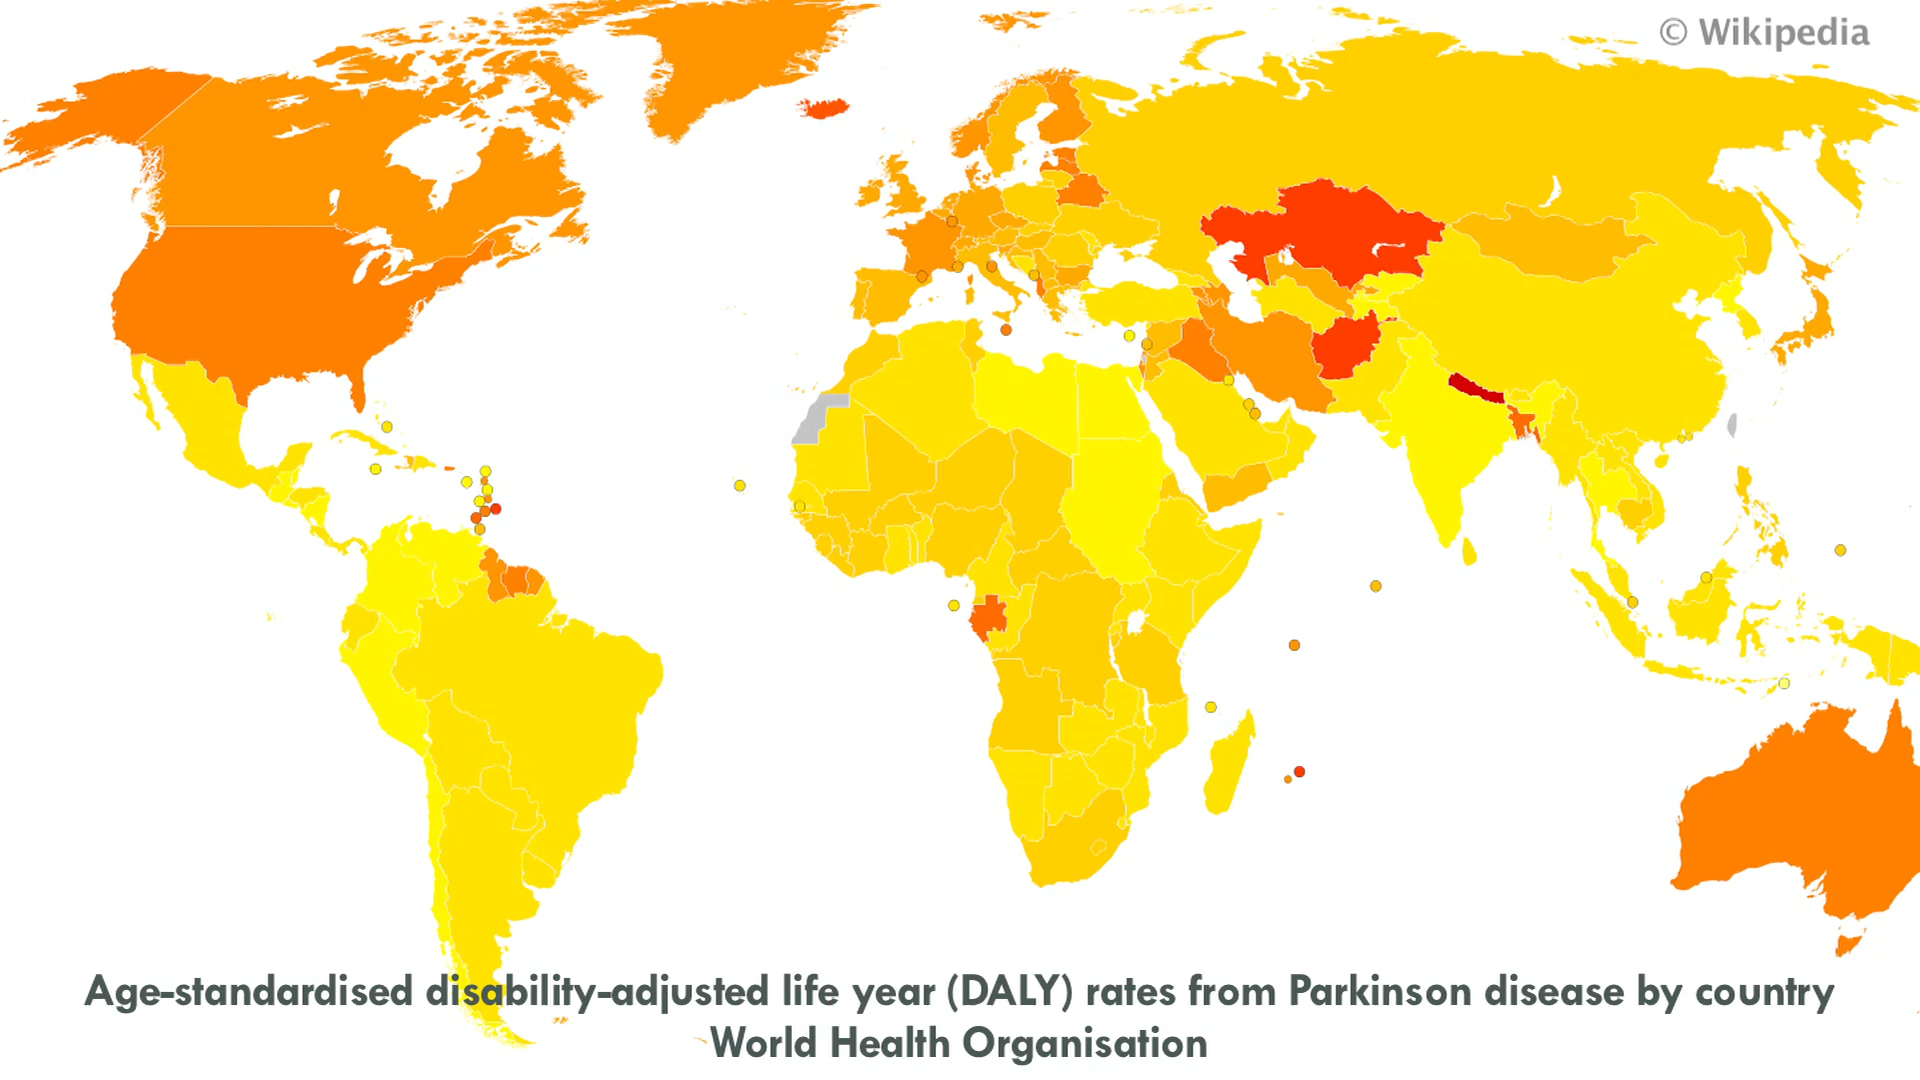 © Wikipedia
Age-standardised disability-adjusted life year (DALY) rates from Parkinson disease by country
World Health Organisation